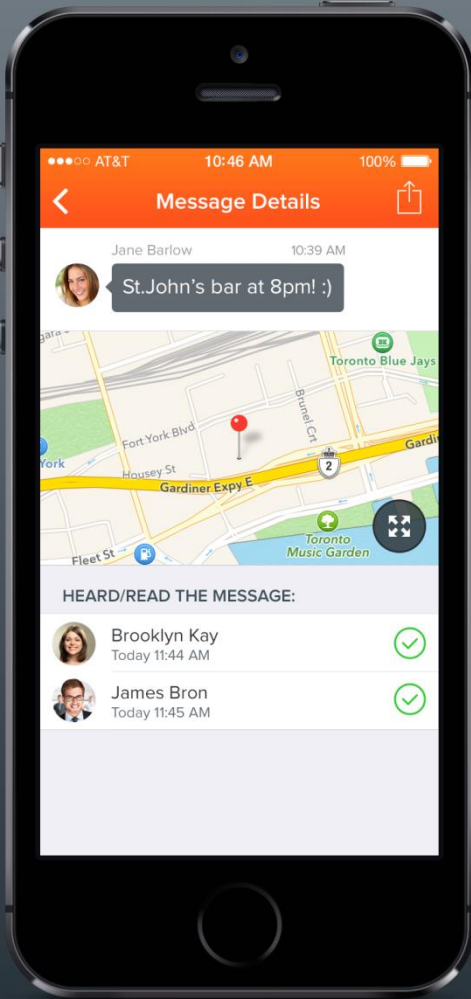 AT&T 10:46 AM 100%
Message Details
Jane Barlow 10:39 AM
St.John's bar at 8pm! :)
Toronto Blue Jays
Brunel Crt
Fort York Blvd
York
Housey St
Gardi
2
Gardiner Expy E
Toronto
Music Garden
Fleet St
HEARD/READ THE MESSAGE:
Brooklyn Kay
Today 11:44 AM
James Bron
Today 11:45 AM